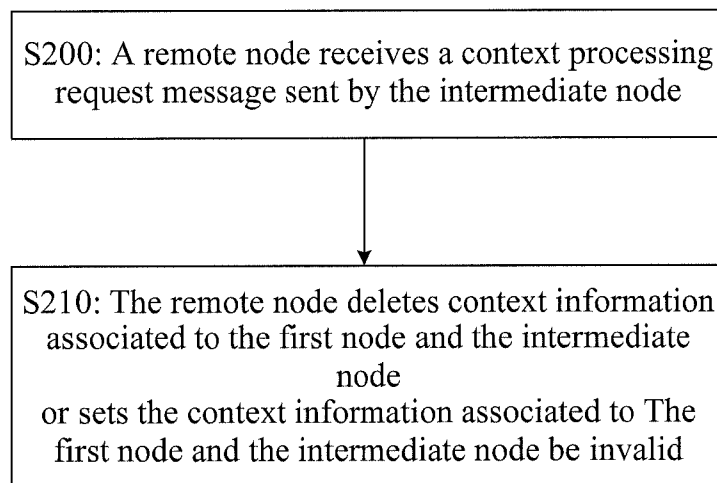 S200: A remote node receives a context processing
request message sent by the intermediate node
S210: The remote node deletes context information
associated to the first node and the intermediate
node
or sets the context information associated to The
first node and the intermediate node be invalid